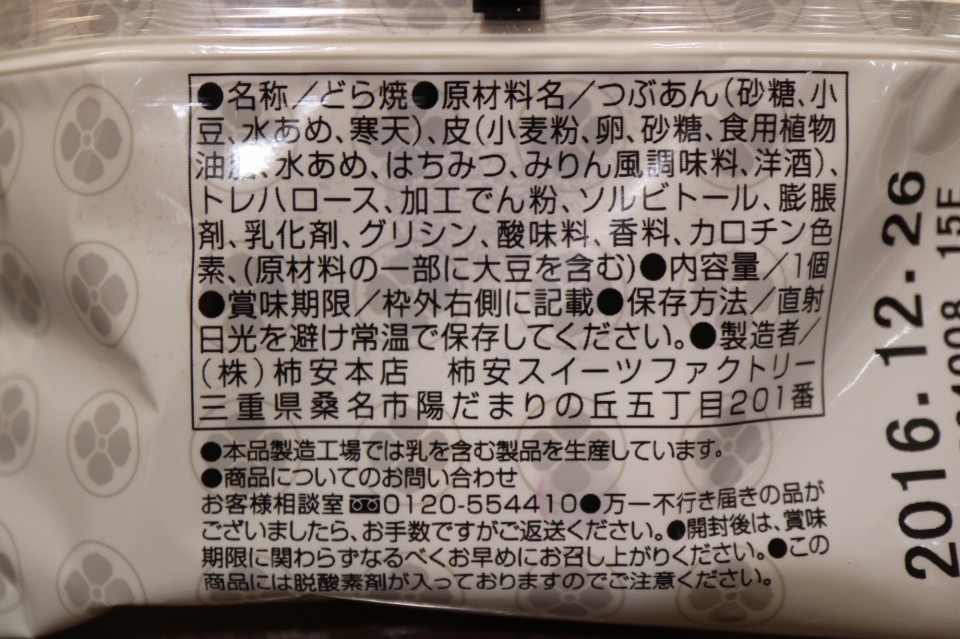 ●名称／どら焼●原材料名／つぶあん（砂糖、小
豆、水あめ、寒天）、皮（小麦粉、卵、砂糖、食用植物
油脂、水あめ、はちみつ、みりん風調味料、洋酒）、
トレハロース、加工でん粉、ソルビトール、膨脹
剤、乳化剤、グリシン、酸味料、香料、カロチン色
素、(原材料の一部に大豆を含む)●内容量／1個
●賞味期限／枠外右側に記載●保存方法／直射
日光を避け常温で保存してください。●製造者／
（株）柿安本店　柿安スイーツファクトリー
三重県桑名市陽だまりの丘五丁目201番
●本品製造工場では乳を含む製品を生産しています。
●商品についてのお問い合わせ
お客様相談室 0120-554410●万一不行き届きの品が
ございましたら、お手数ですがご返送ください。●開封後は、賞味
期限に関わらずなるべくお早めにお召し上がりください。●この
商品には脱酸素剤が入っておりますのでご注意ください。
2016.12.26
4008 15F